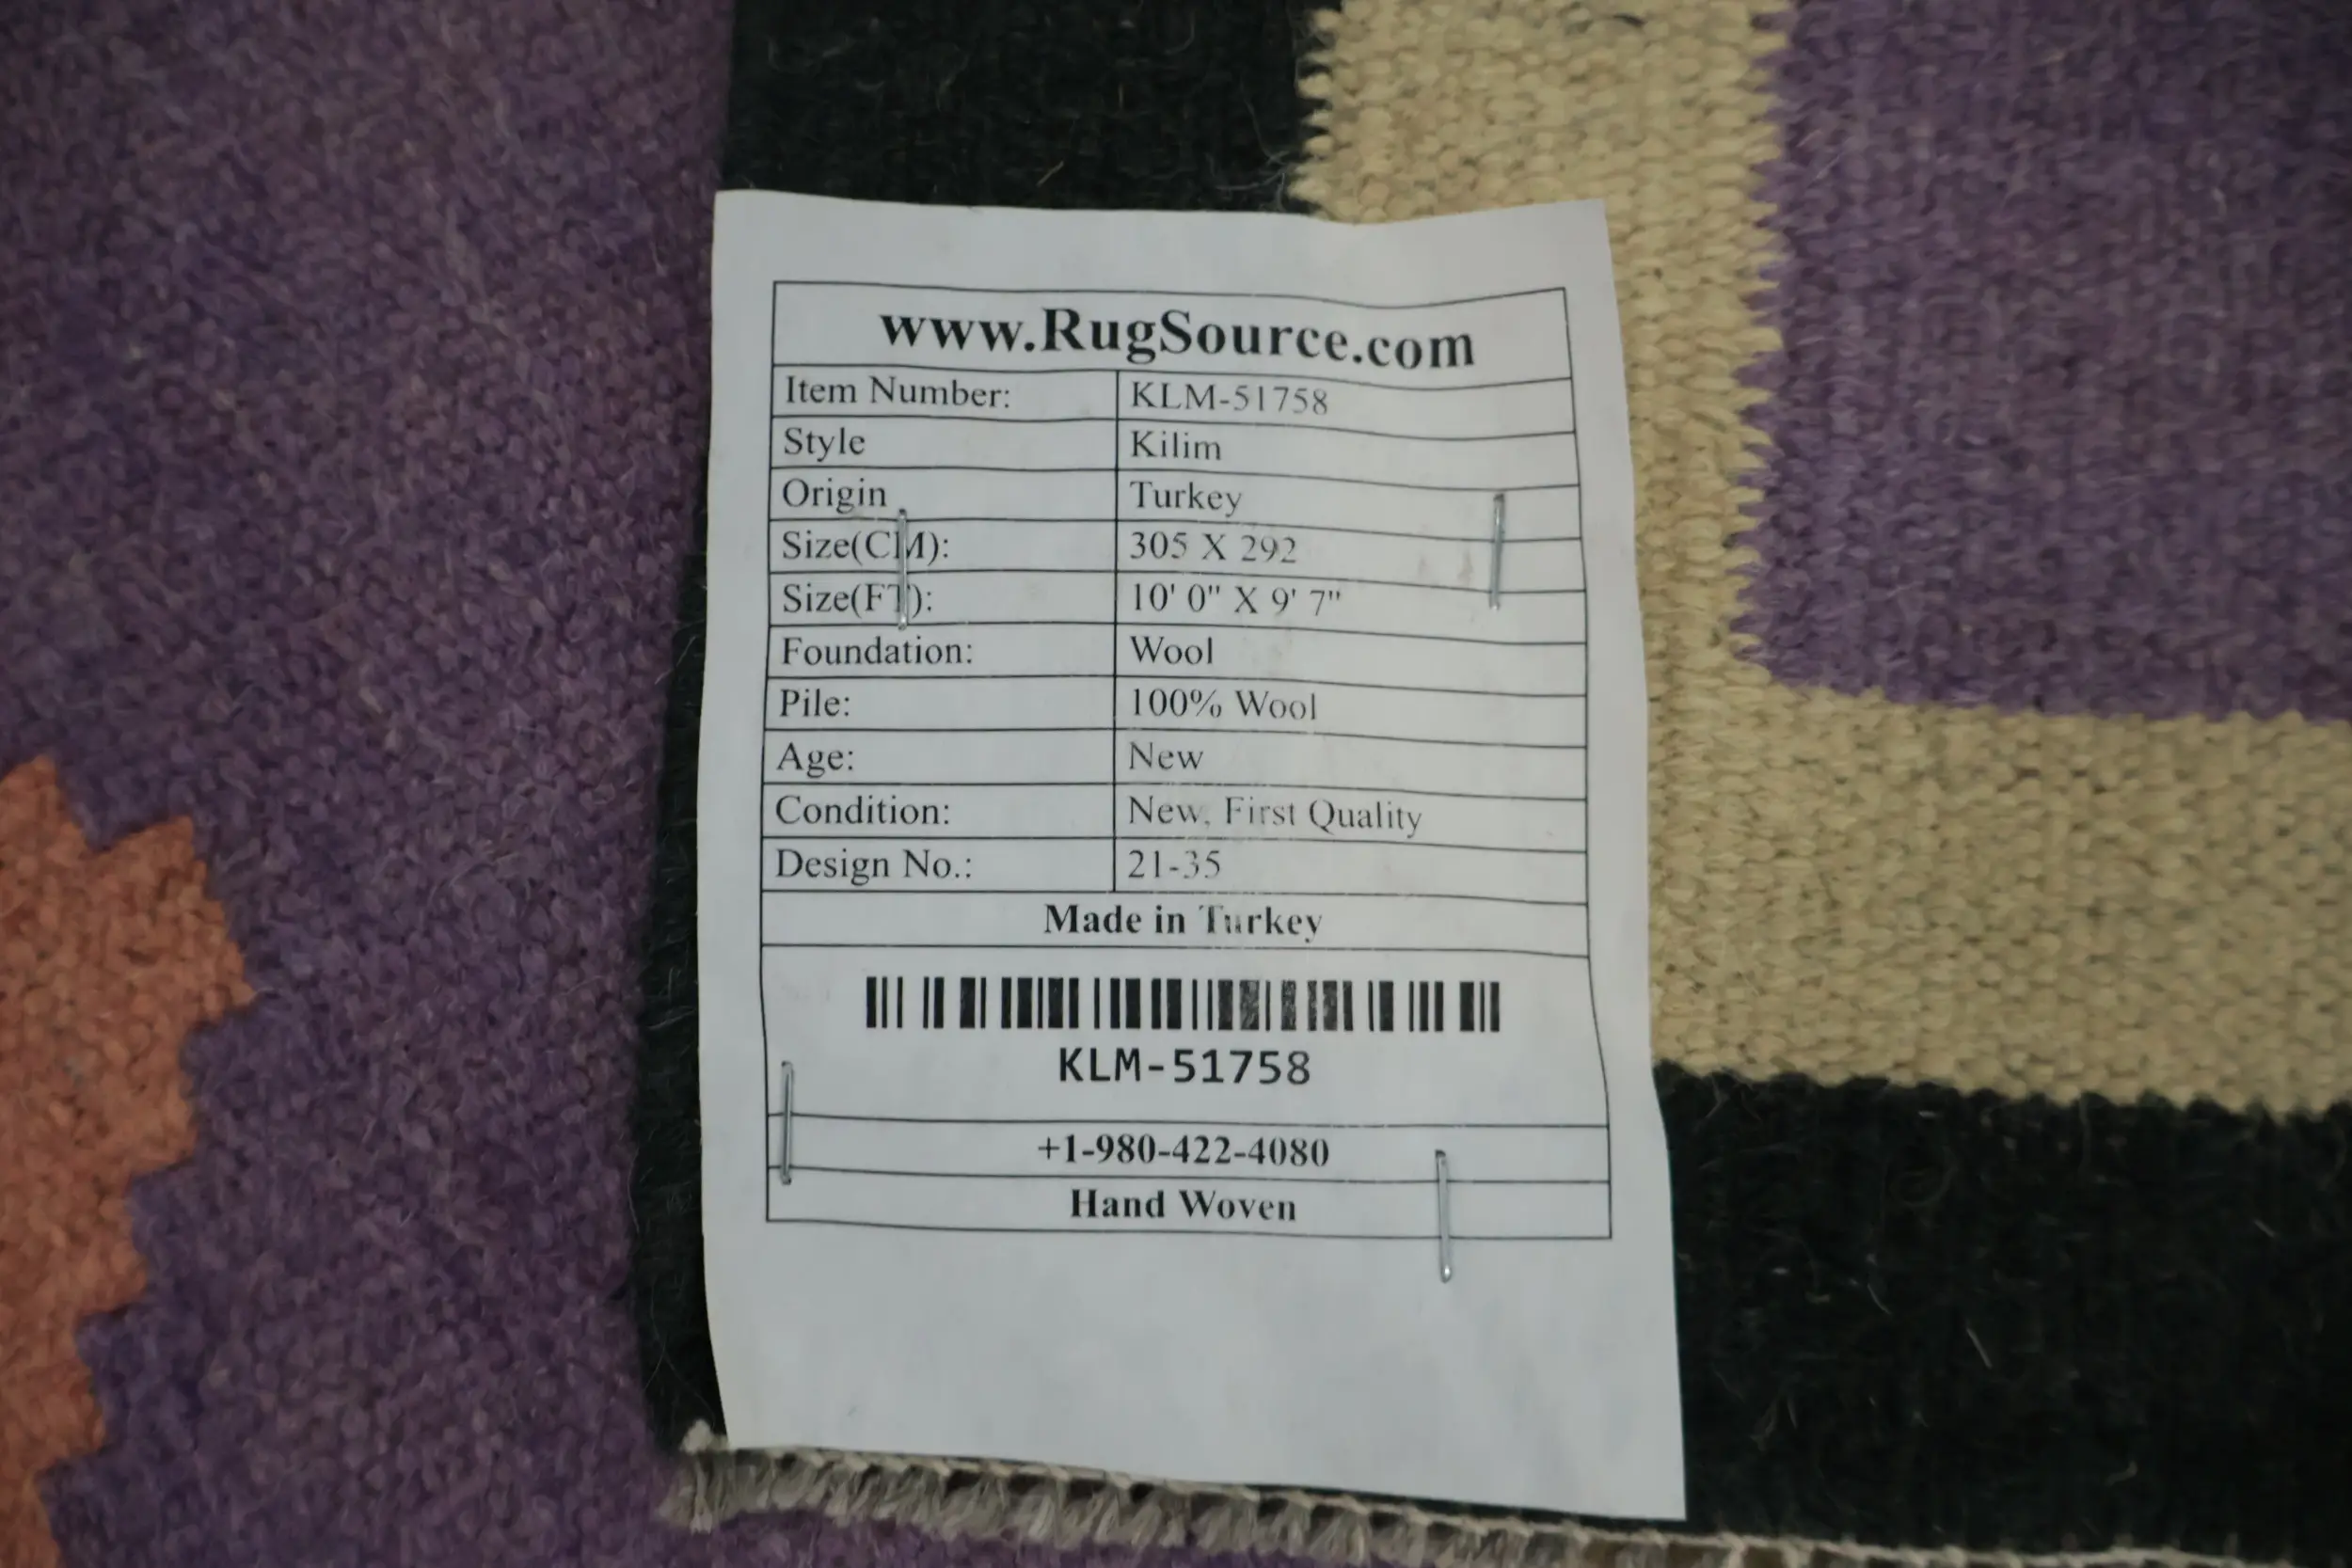 www.RugSource.com
Item Number: KLM-51758
Style Kilim
Origin Turkey
Size(CM): 305 X 292
Size(FT): 10' 0" X 9' 7"
Foundation: Wool
Pile: 100% Wool
Age: New
Condition: New, First Quality
Design No.: 21-35
Made in Turkey
KLM-51758
+1-980-422-4080
Hand Woven